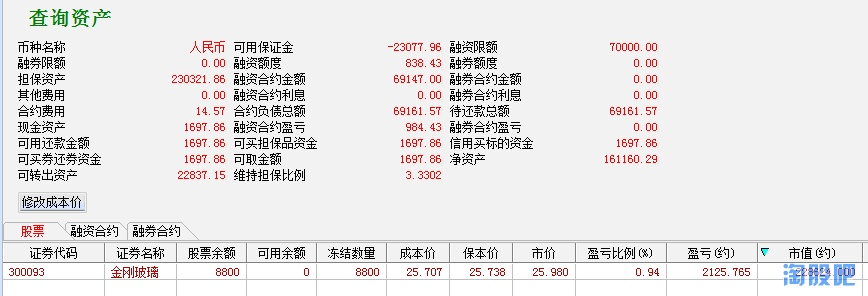 查询资产
币种名称 人民币 可用保证金 -23077.96 融资限额 70000.00
融券限额 0.00 融资额度 838.43 融券额度 0.00
担保资产 230321.86 融资合约金额 69147.00 融券合约金额 0.00
其他费用 0.00 融资合约利息 0.00 融券合约利息 0.00
合约费用 14.57 合约负债总额 69161.57 待还款总额 69161.57
现金资产 1697.86 融资合约盈亏 984.43 融券合约盈亏 0.00
可用还款金额 1697.86 可买担保品资金 1697.86 信用买标的资金 1697.86
可买券还券资金 1697.86 可取金额 1697.86 净资产 161160.29
可转出资产 22837.15 维持担保比例 3.3302
修改成本价
股票 融资合约 融券合约
证券代码 证券名称 股票余额 可用余额 冻结数量 成本价 保本价 市价 盈亏比例(%) 盈亏(约) 市值(约)
300093 金刚玻璃 8800 0 8800 25.707 25.738 25.980 0.94 2125.765 228624.000
淘股吧